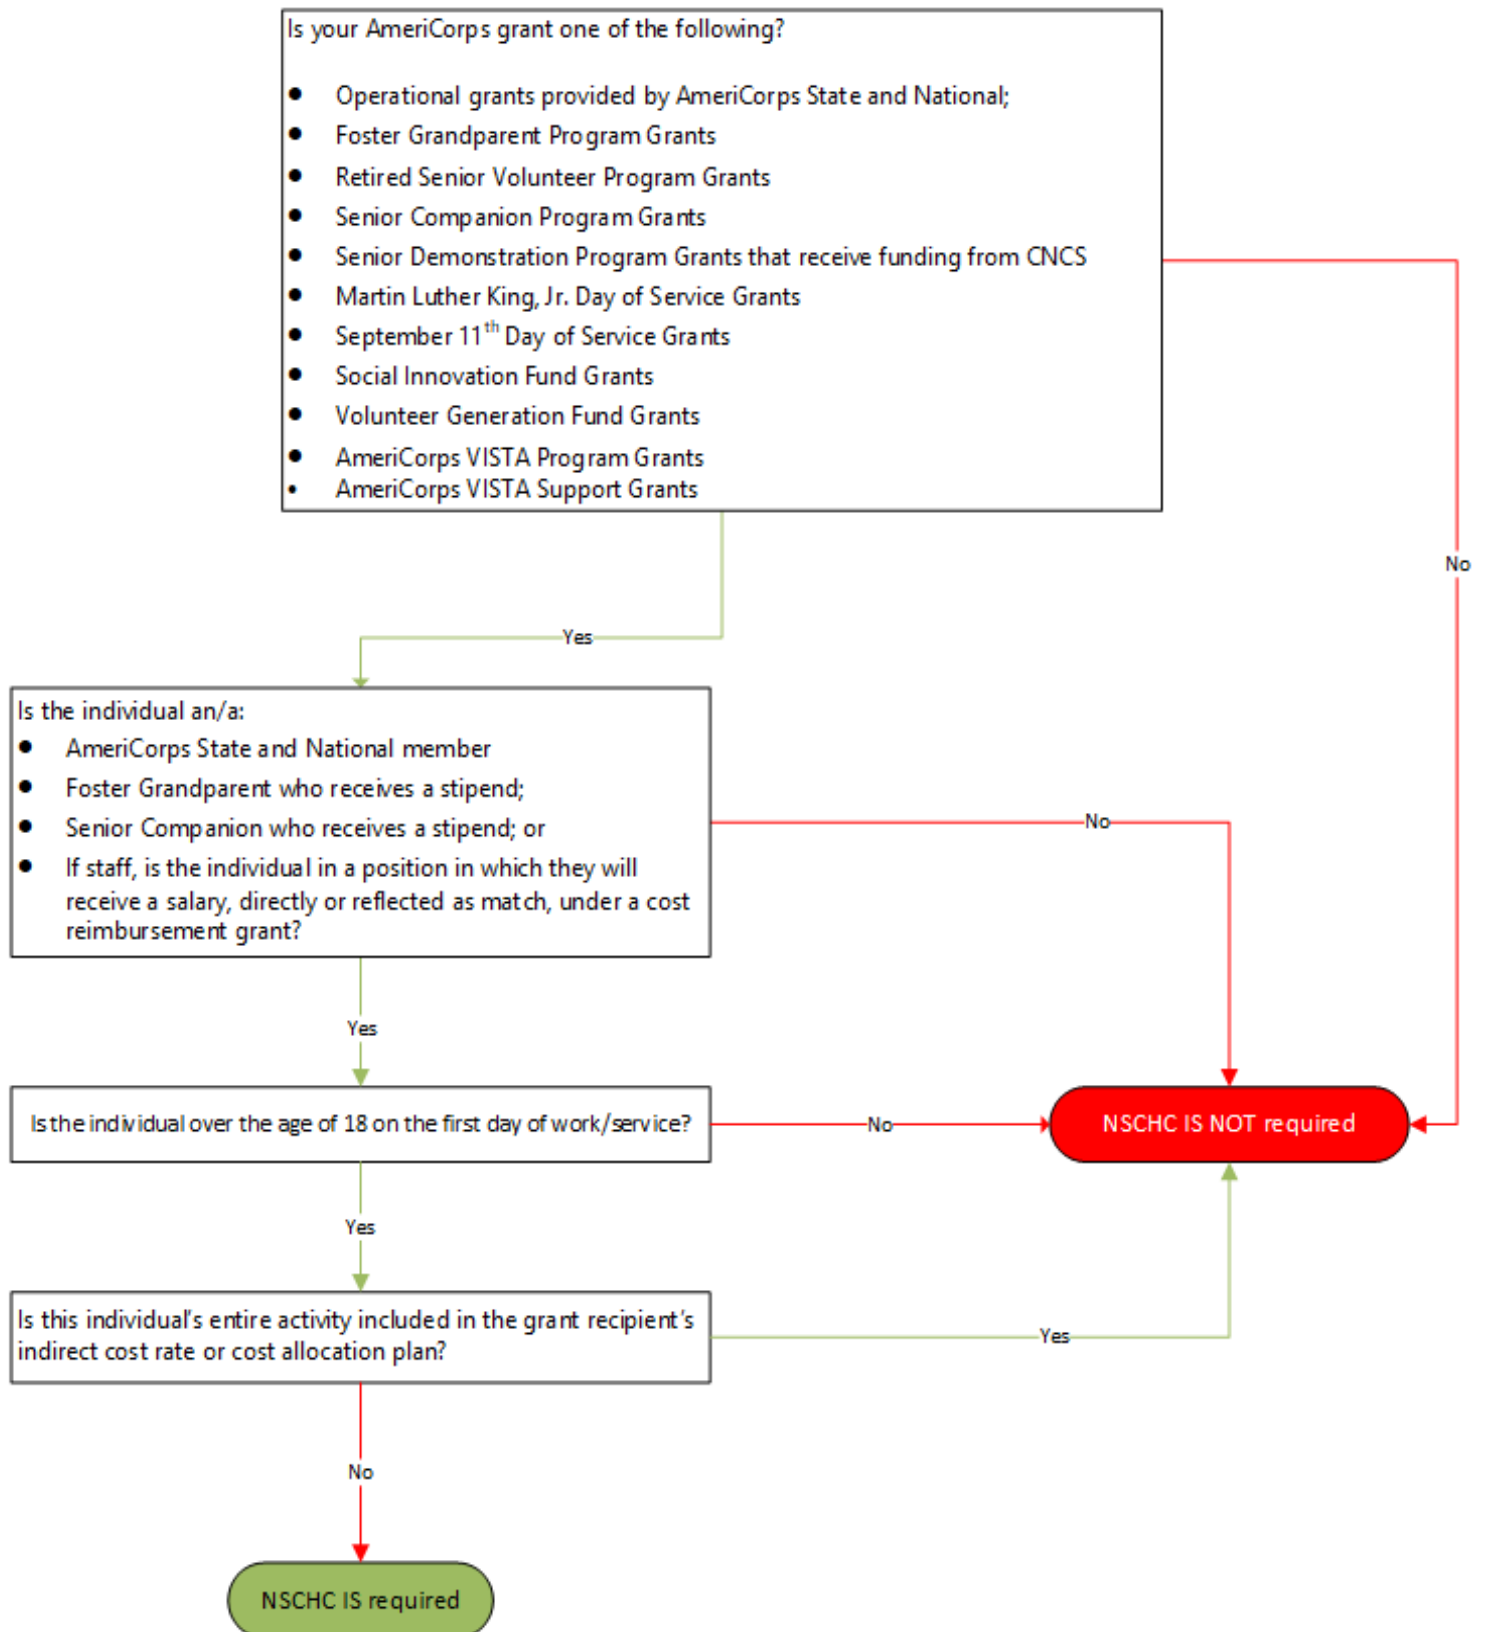 Is your AmeriCorps grant one of the following?
● Operational grants provided by AmeriCorps State and National;
● Foster Grandparent Program Grants
● Retired Senior Volunteer Program Grants
● Senior Companion Program Grants
● Senior Demonstration Program Grants that receive funding from CNCS
● Martin Luther King, Jr. Day of Service Grants
● September 11th Day of Service Grants
● Social Innovation Fund Grants
● Volunteer Generation Fund Grants
● AmeriCorps VISTA Program Grants
• AmeriCorps VISTA Support Grants
No
Yes
Is the individual an/a:
● AmeriCorps State and National member
● Foster Grandparent who receives a stipend;
● Senior Companion who receives a stipend; or
● If staff, is the individual in a position in which they will
receive a salary, directly or reflected as match, under a cost
reimbursement grant?
No
Yes
Is the individual over the age of 18 on the first day of work/service?
No
NSCHC IS NOT required
Yes
Is this individual's entire activity included in the grant recipient's
indirect cost rate or cost allocation plan?
Yes
No
NSCHC IS required